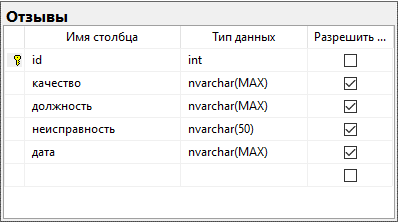 Отзывы
Имя столбца Тип данных Разрешить ...
id int
качество nvarchar(MAX)
должность nvarchar(MAX)
неисправность nvarchar(50)
дата nvarchar(MAX)